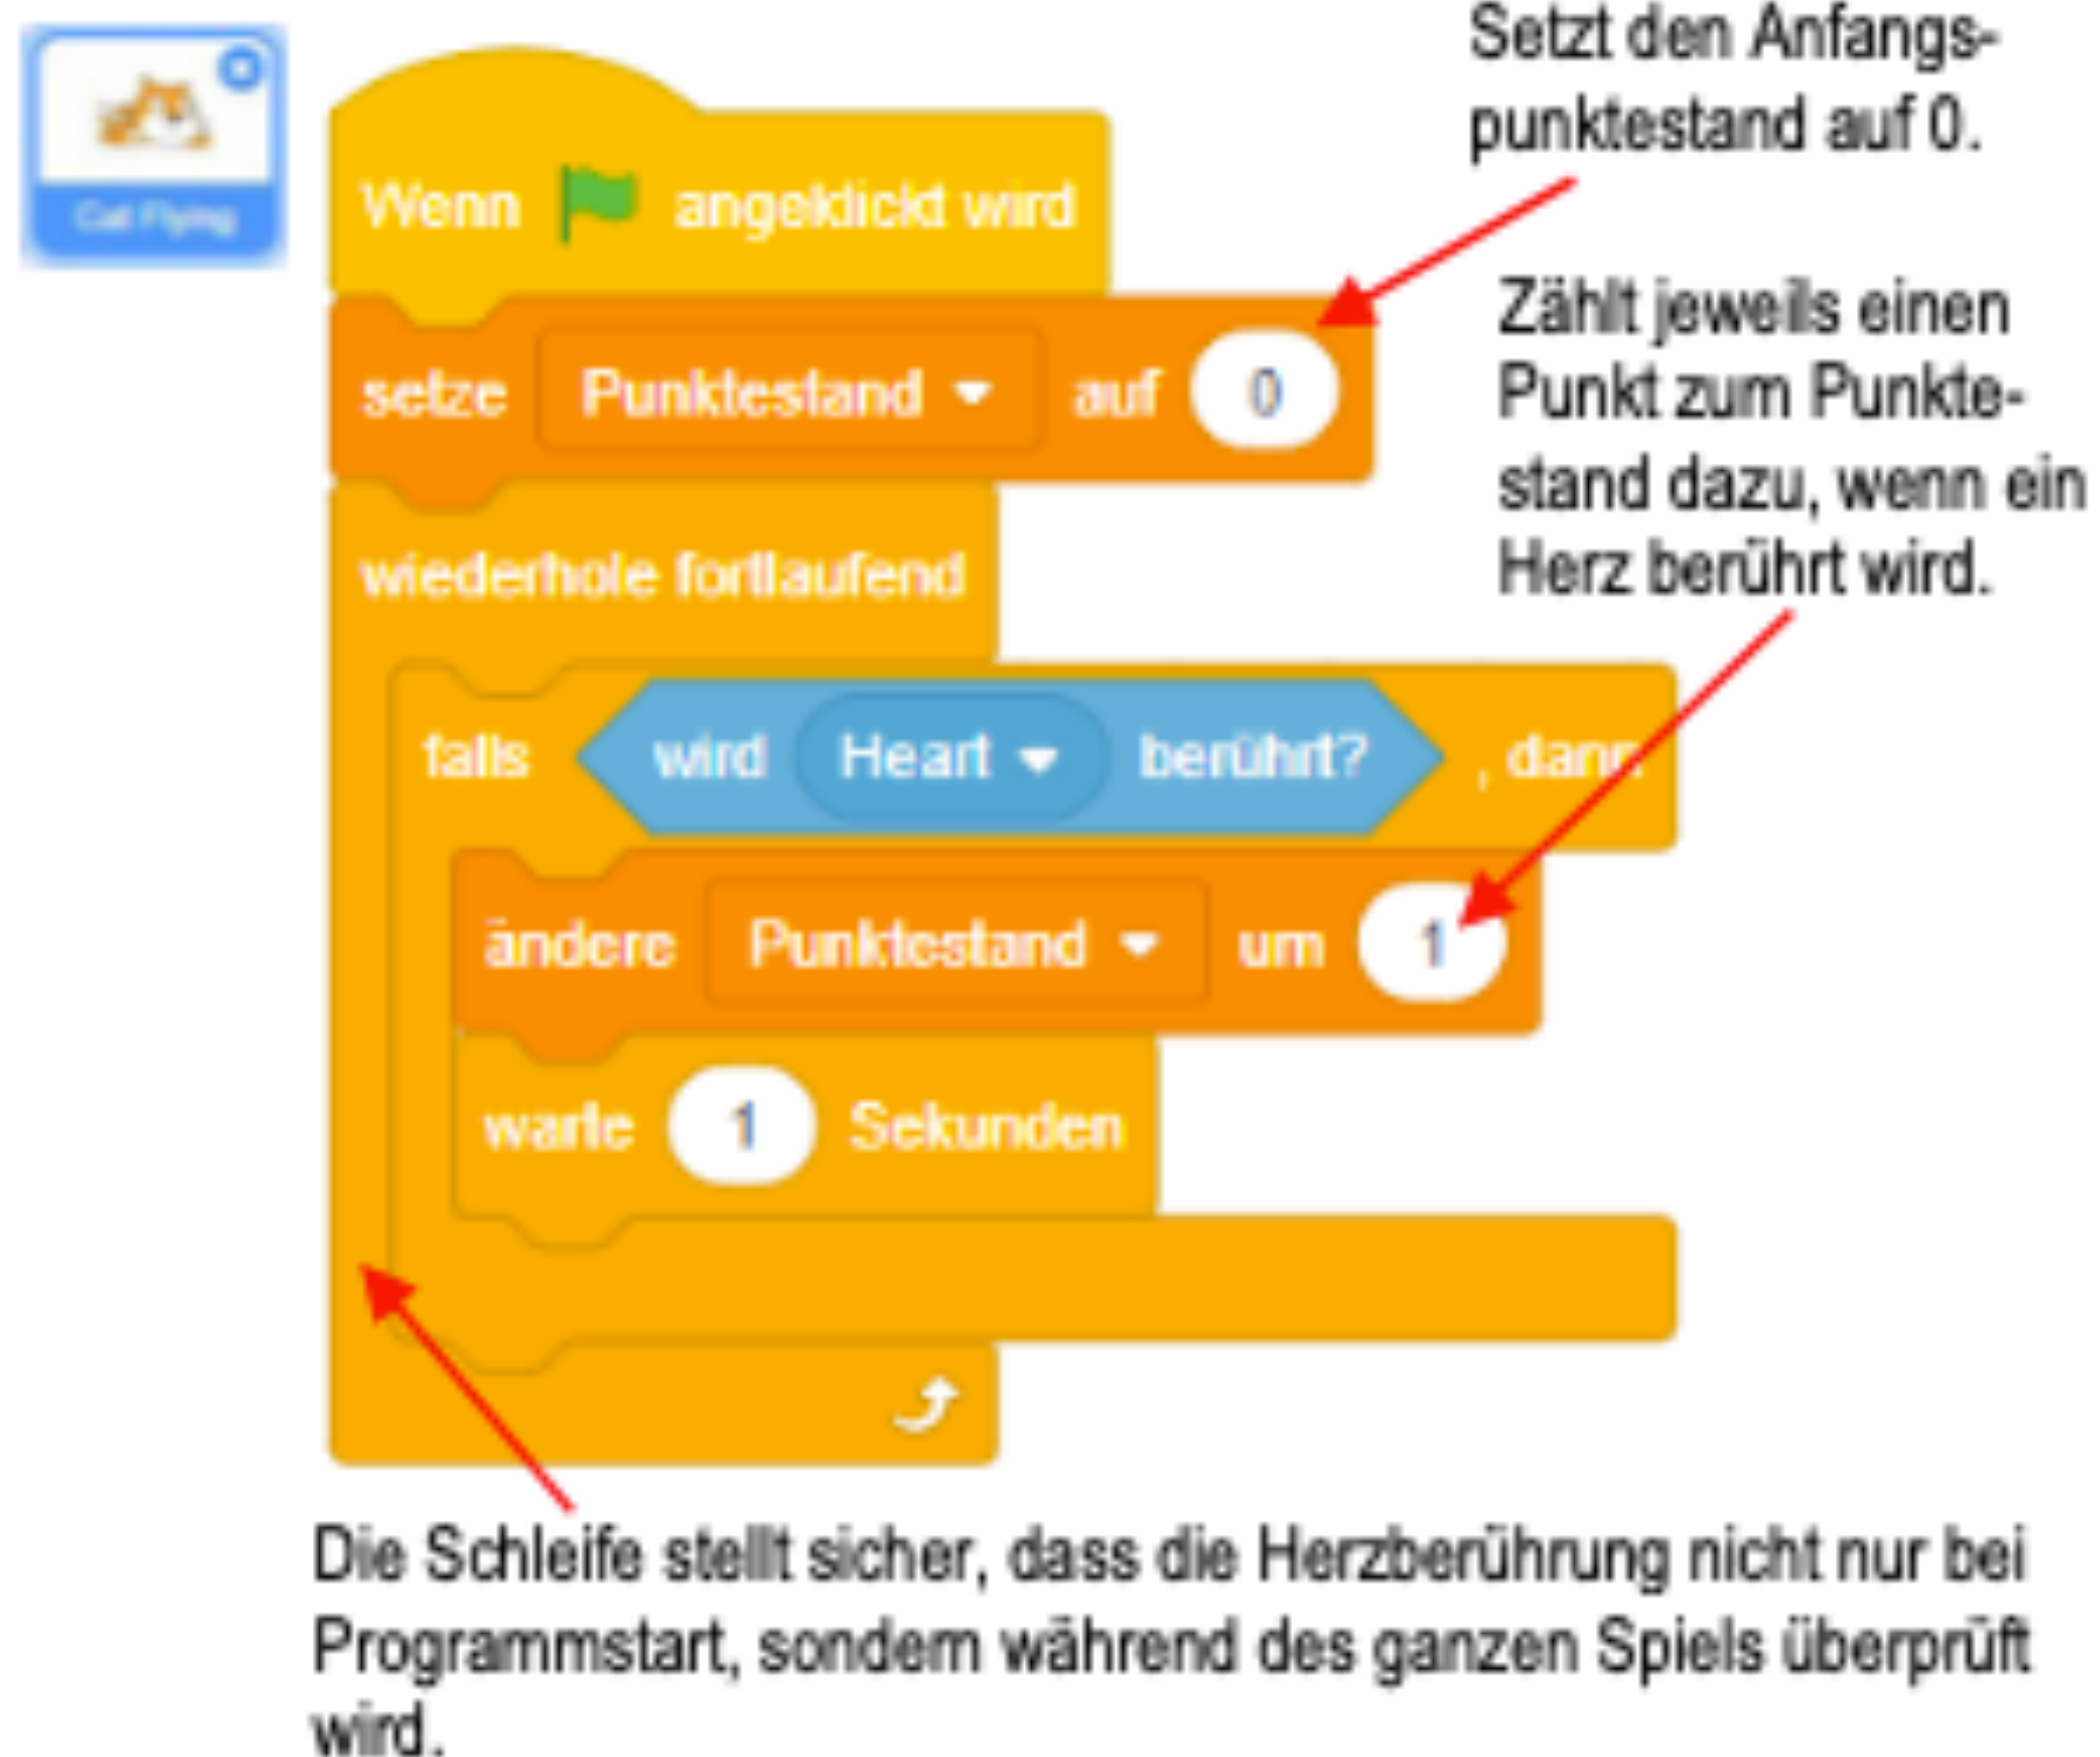 Setzt den Anfangs-
punktestand auf 0.
Cat Flying
Wenn angeklickt wird
setze Punktestand auf 0
Zählt jeweils einen
Punkt zum Punkte-
stand dazu, wenn ein
Herz berührt wird.
wiederhole fortlaufend
falls wird Heart berührt? , dann
ändere Punktestand um 1
warte 1 Sekunden
Die Schleife stellt sicher, dass die Herzberührung nicht nur bei
Programmstart, sondern während des ganzen Spiels überprüft
wird.